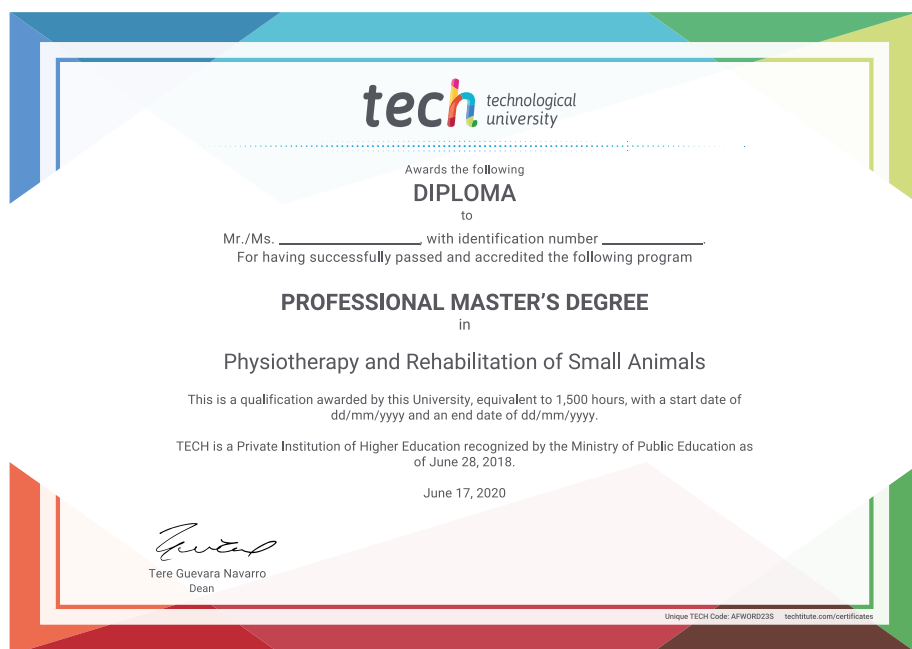 tech technological
university
Awards the following
DIPLOMA
to
Mr./Ms. ____________, with identification number ____________.
For having successfully passed and accredited the following program
PROFESSIONAL MASTER'S DEGREE
in
Physiotherapy and Rehabilitation of Small Animals
This is a qualification awarded by this University, equivalent to 1,500 hours, with a start date of
dd/mm/yyyy and an end date of dd/mm/yyyy.
TECH is a Private Institution of Higher Education recognized by the Ministry of Public Education as
of June 28, 2018.
June 17, 2020
Tere Guevara Navarro
Dean
Unique TECH Code: AFWORD23S techtitute.com/certificates